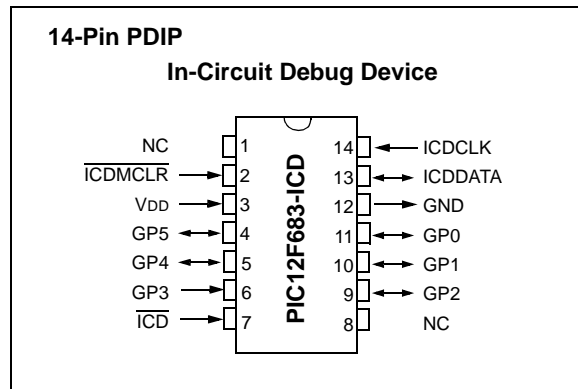 14-Pin PDIP
In-Circuit Debug Device
NC 1
ICDMCLR 2
VDD 3
GP5 4
GP4 5
GP3 6
ICD 7
PIC12F683-ICD
14 ICDCLK
13 ICDDATA
12 GND
11 GP0
10 GP1
9 GP2
8 NC